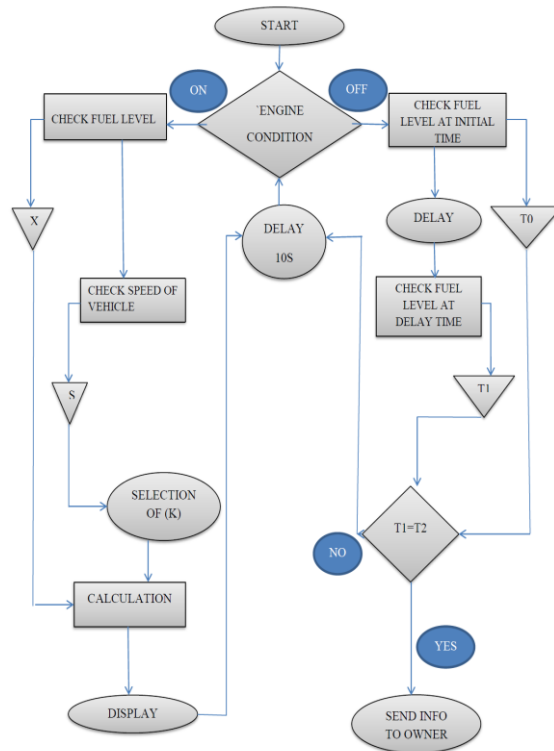 START
ON
OFF
`ENGINE
CONDITION
CHECK FUEL LEVEL
CHECK FUEL
LEVEL AT INITIAL
TIME
X
DELAY
10S
DELAY
T0
CHECK SPEED OF
VEHICLE
CHECK FUEL
LEVEL AT
DELAY TIME
S
T1
SELECTION
OF (K)
T1=T2
NO
CALCULATION
YES
DISPLAY
SEND INFO
TO OWNER